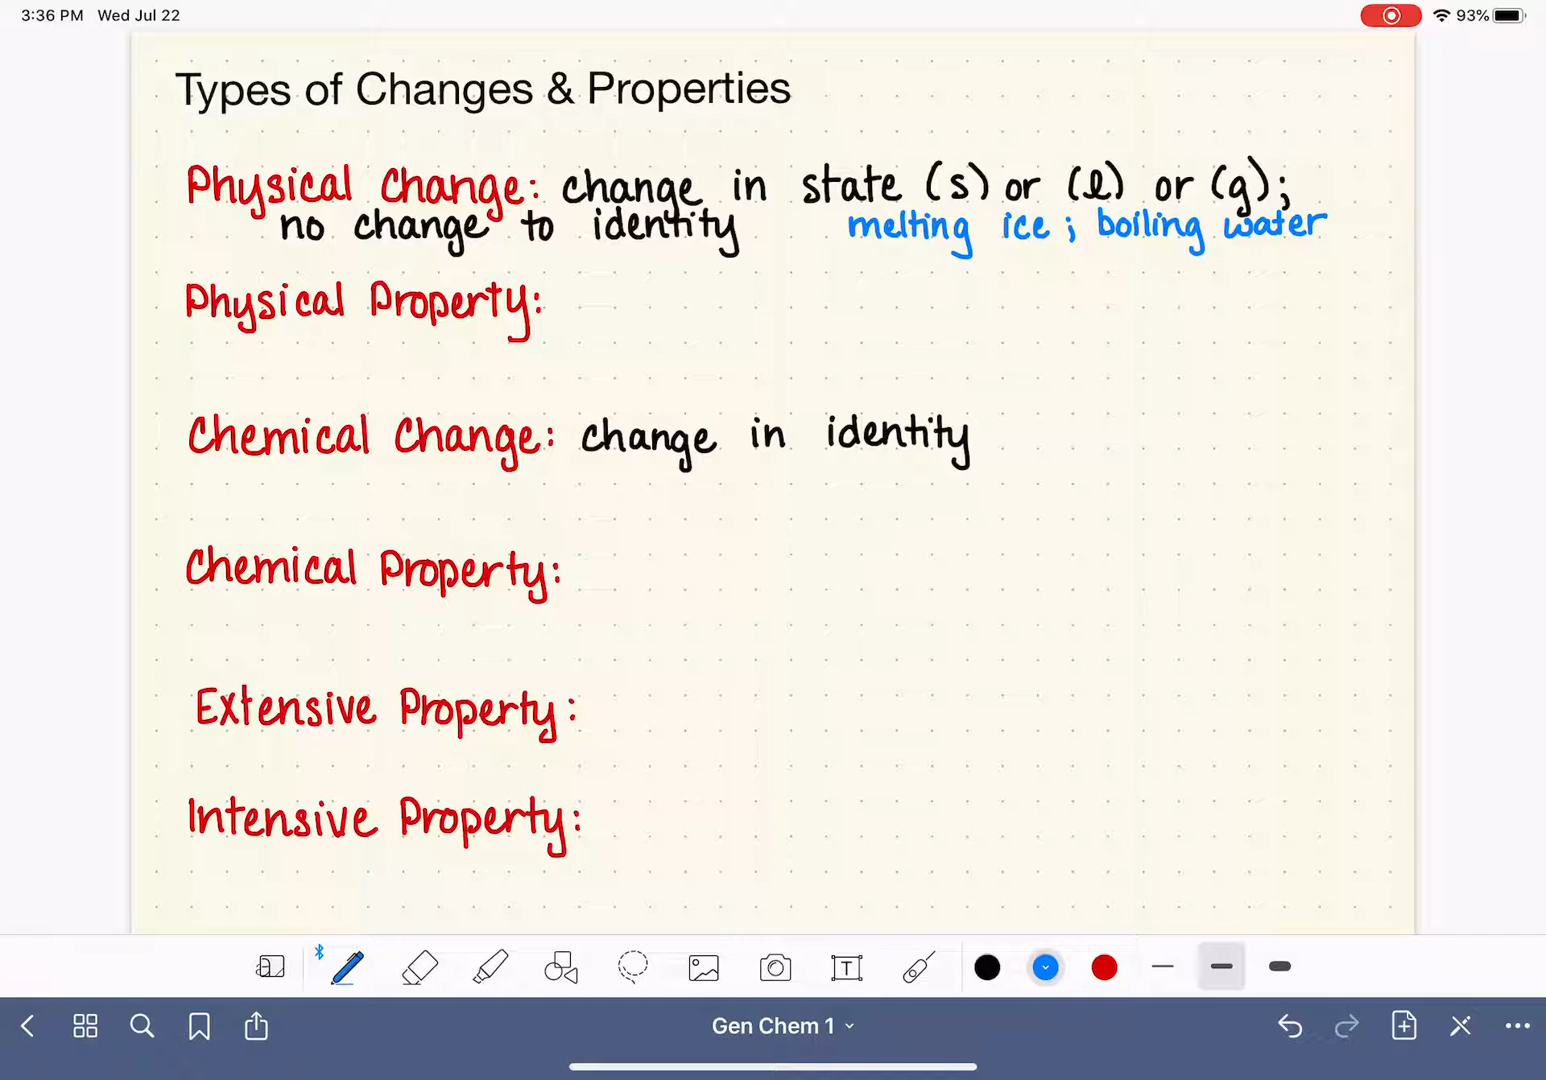 3:36 PM Wed Jul 22
93%
Types of Changes & Properties
Physical Change: change in state (s) or (l) or (g);
no change to identity melting ice; boiling water
Physical Property:
Chemical Change: change in identity
Chemical Property:
Extensive Property:
Intensive Property:
T
Gen Chem 1